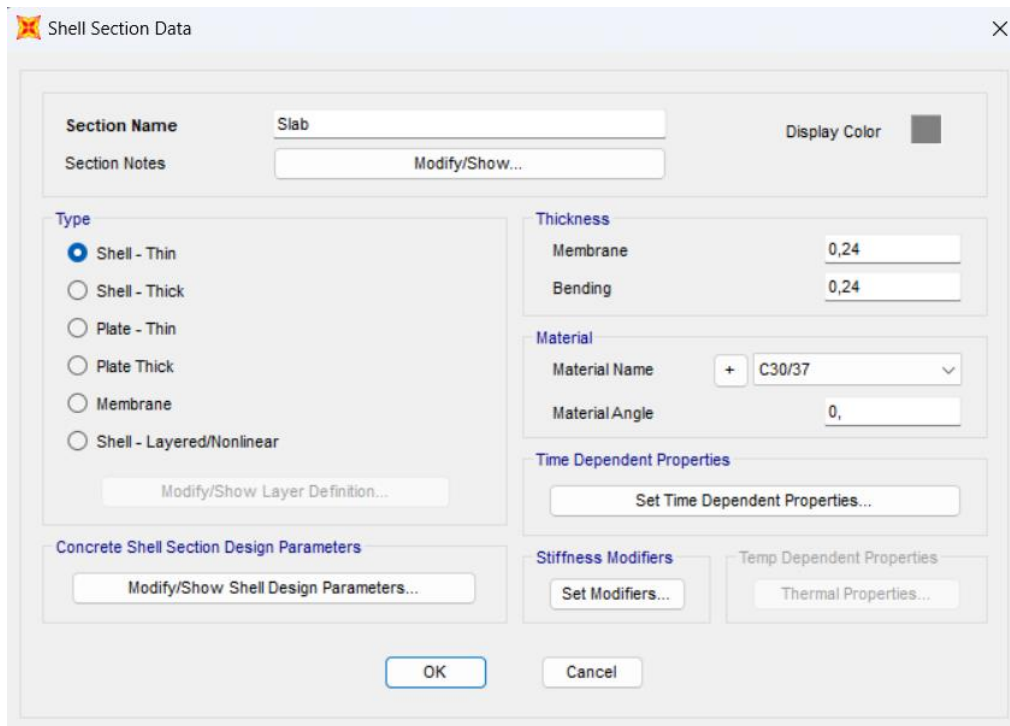 Shell Section Data
Section Name
Slab
Display Color
Section Notes
Modify/Show...
Type
Shell - Thin
Shell - Thick
Plate - Thin
Plate Thick
Membrane
Shell - Layered/Nonlinear
Modify/Show Layer Definition...
Concrete Shell Section Design Parameters
Modify/Show Shell Design Parameters...
Thickness
Membrane
0,24
Bending
0,24
Material
Material Name
+
C30/37
Material Angle
0,
Time Dependent Properties
Set Time Dependent Properties...
Stiffness Modifiers
Set Modifiers...
Temp Dependent Properties
Thermal Properties...
OK
Cancel